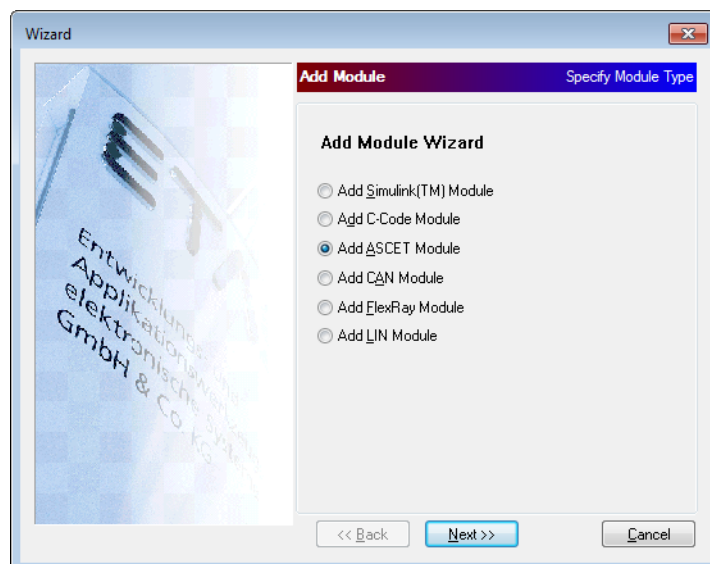 Wizard
Add Module
Specify Module Type
ET
Entwicklungs- und
Applikationswerkzeuge
elektronische Systeme
GmbH & Co. KG
Add Module Wizard
Add Simulink(TM) Module
Add C-Code Module
Add ASCET Module
Add CAN Module
Add FlexRay Module
Add LIN Module
<< Back
Next >>
Cancel